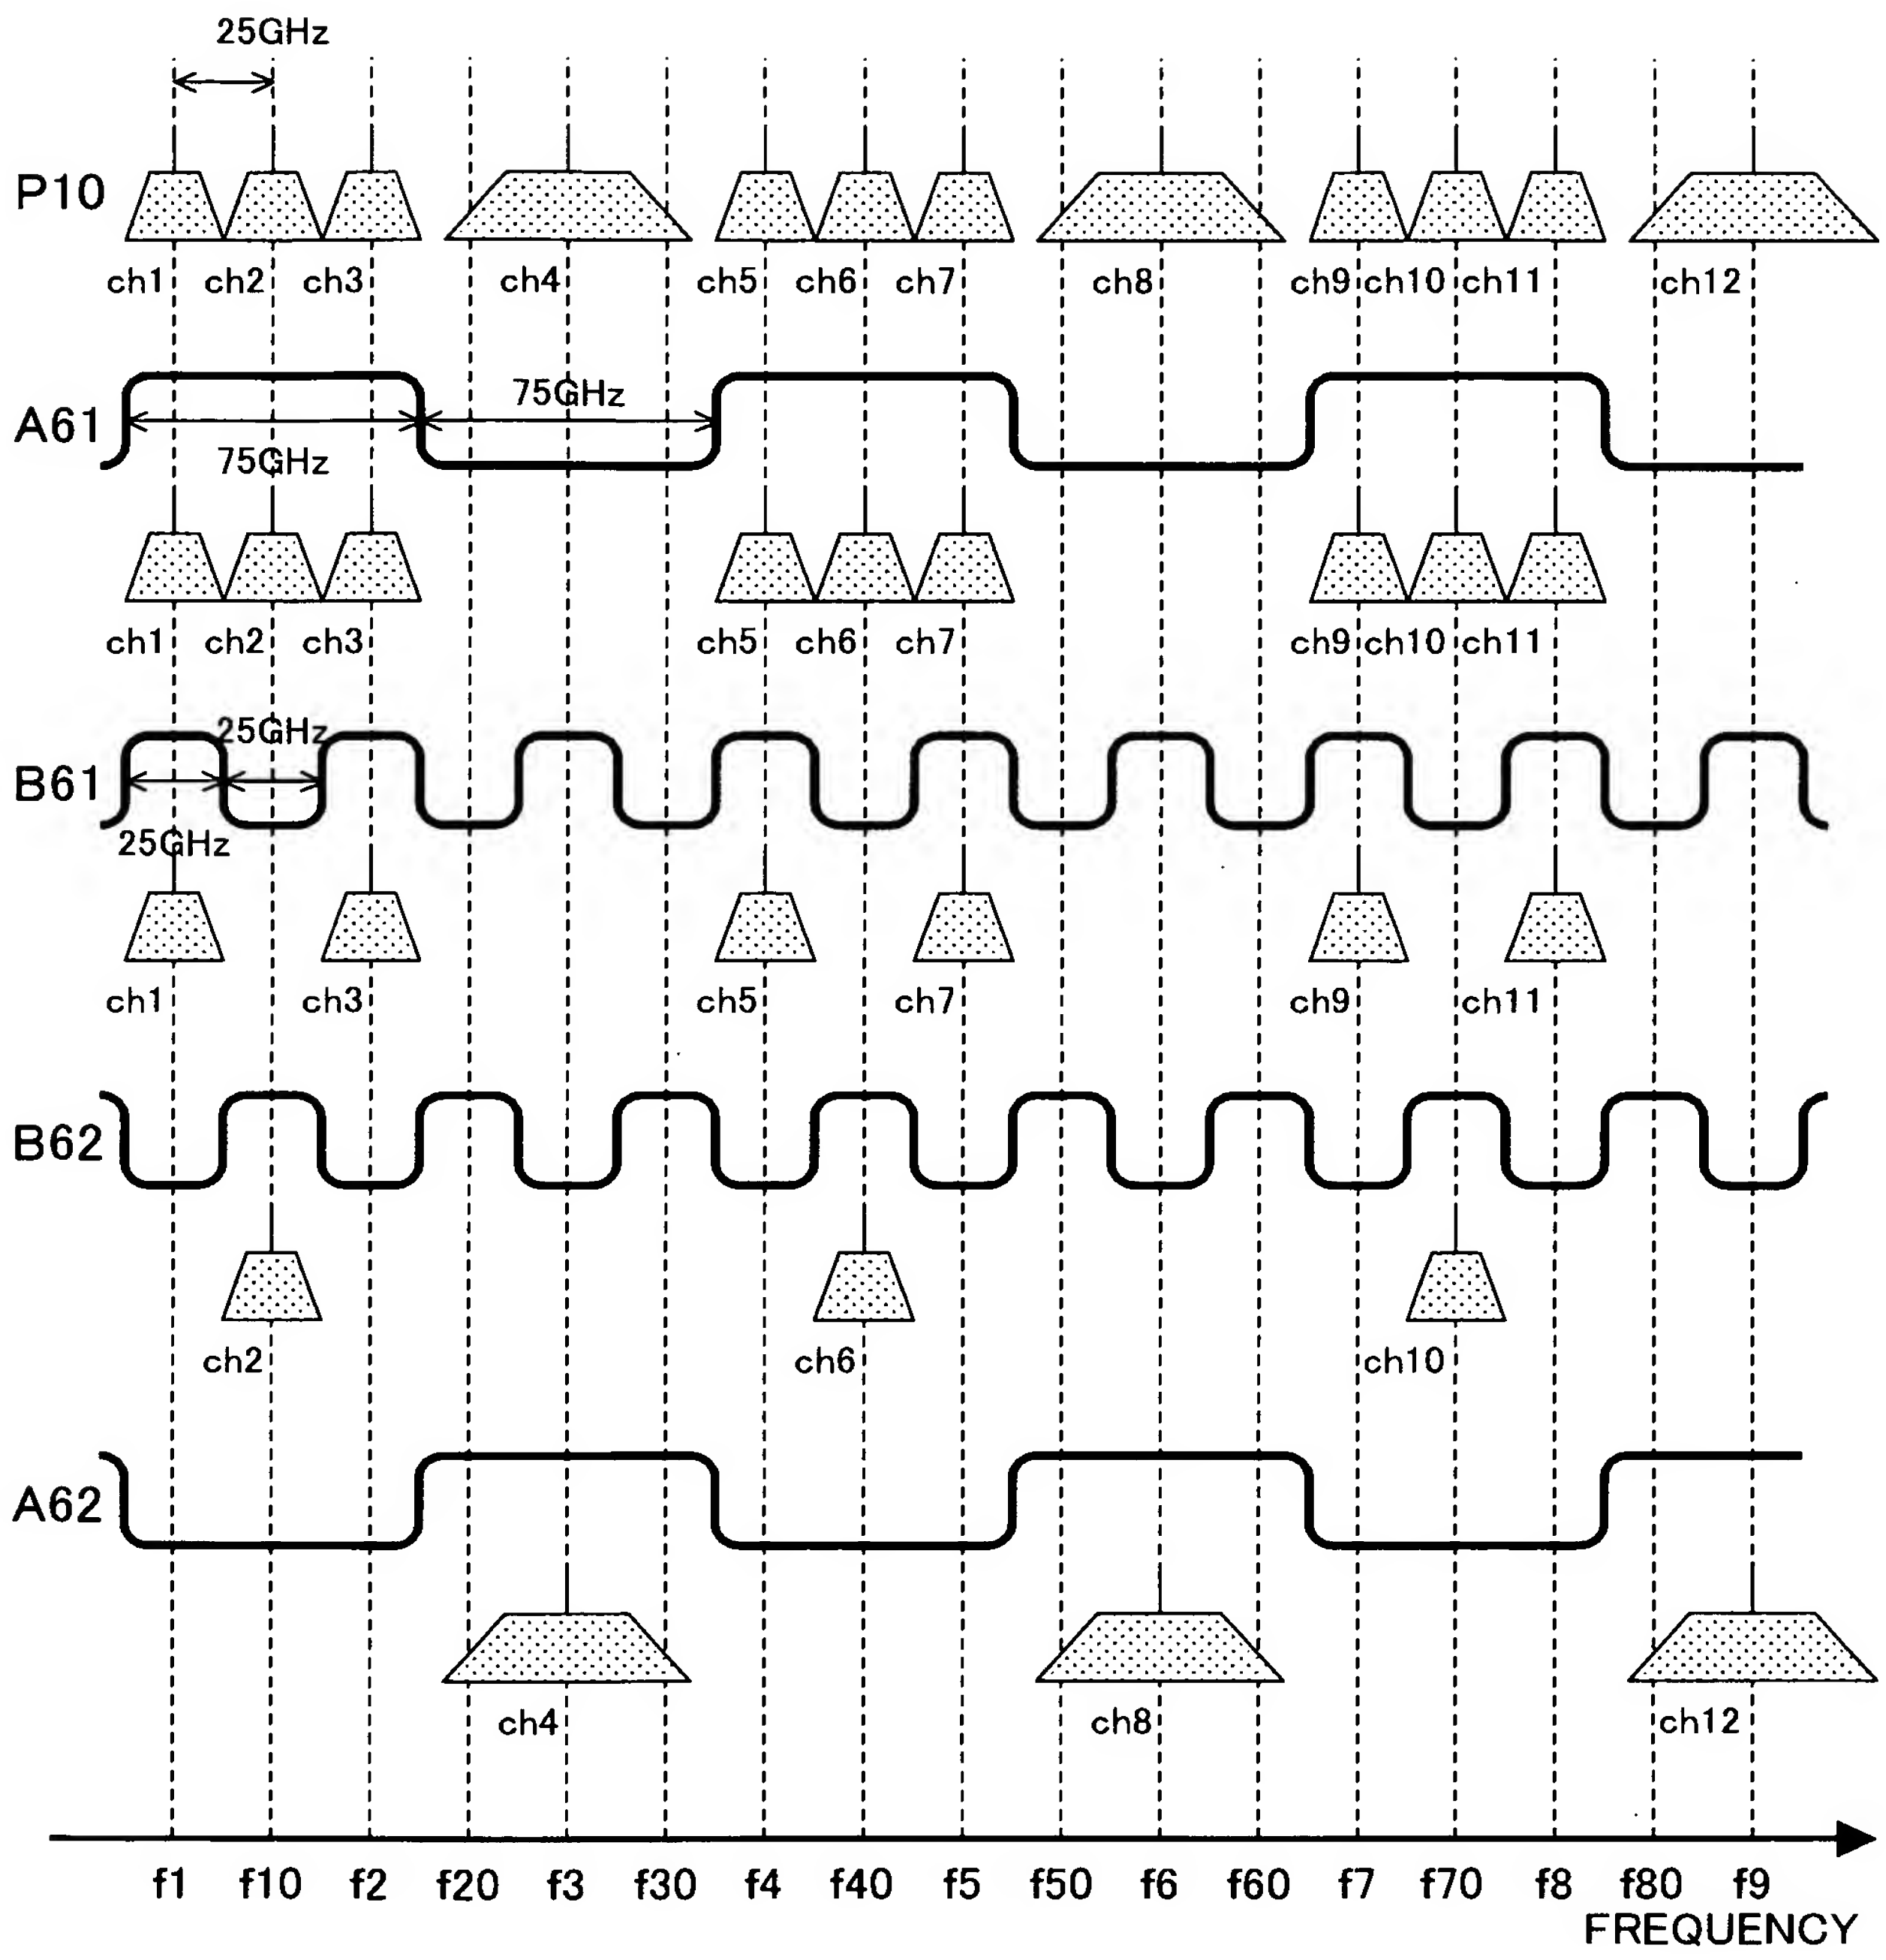 25GHz
P10
ch1 ch2 ch3 ch4 ch5 ch6 ch7 ch8 ch9 ch10 ch11 ch12
75GHz
A61
75GHz
ch1 ch2 ch3 ch5 ch6 ch7 ch9 ch10 ch11
25GHz
B61
25GHz
ch1 ch3 ch5 ch7 ch9 ch11
B62
ch2 ch6 ch10
A62
ch4 ch8 ch12
f1 f10 f2 f20 f3 f30 f4 f40 f5 f50 f6 f60 f7 f70 f8 f80 f9
FREQUENCY